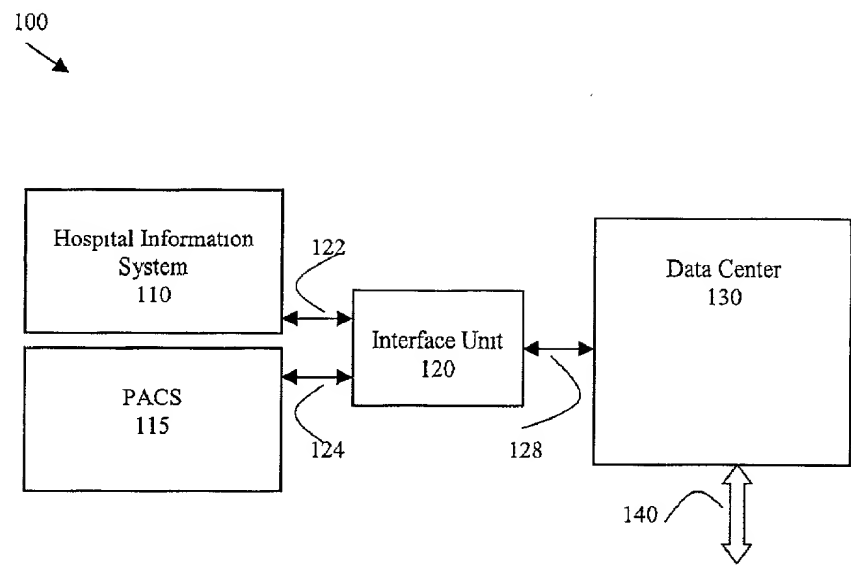 100
Hospital Information
System
110
122
Interface Unit
120
Data Center
130
PACS
115
124
128
140